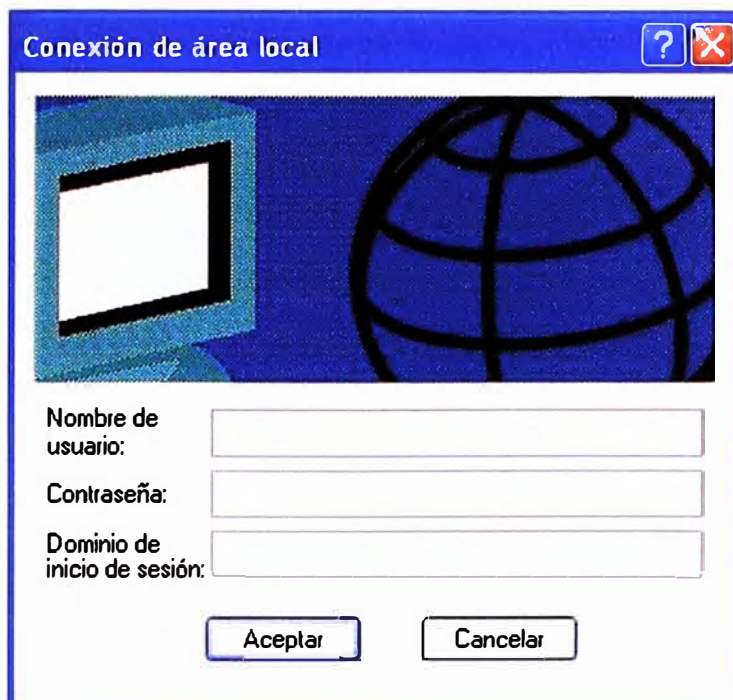 Conexión de área local
Nombre de
usuario:
Contraseña:
Dominio de
inicio de sesión:
Aceptar
Cancelar